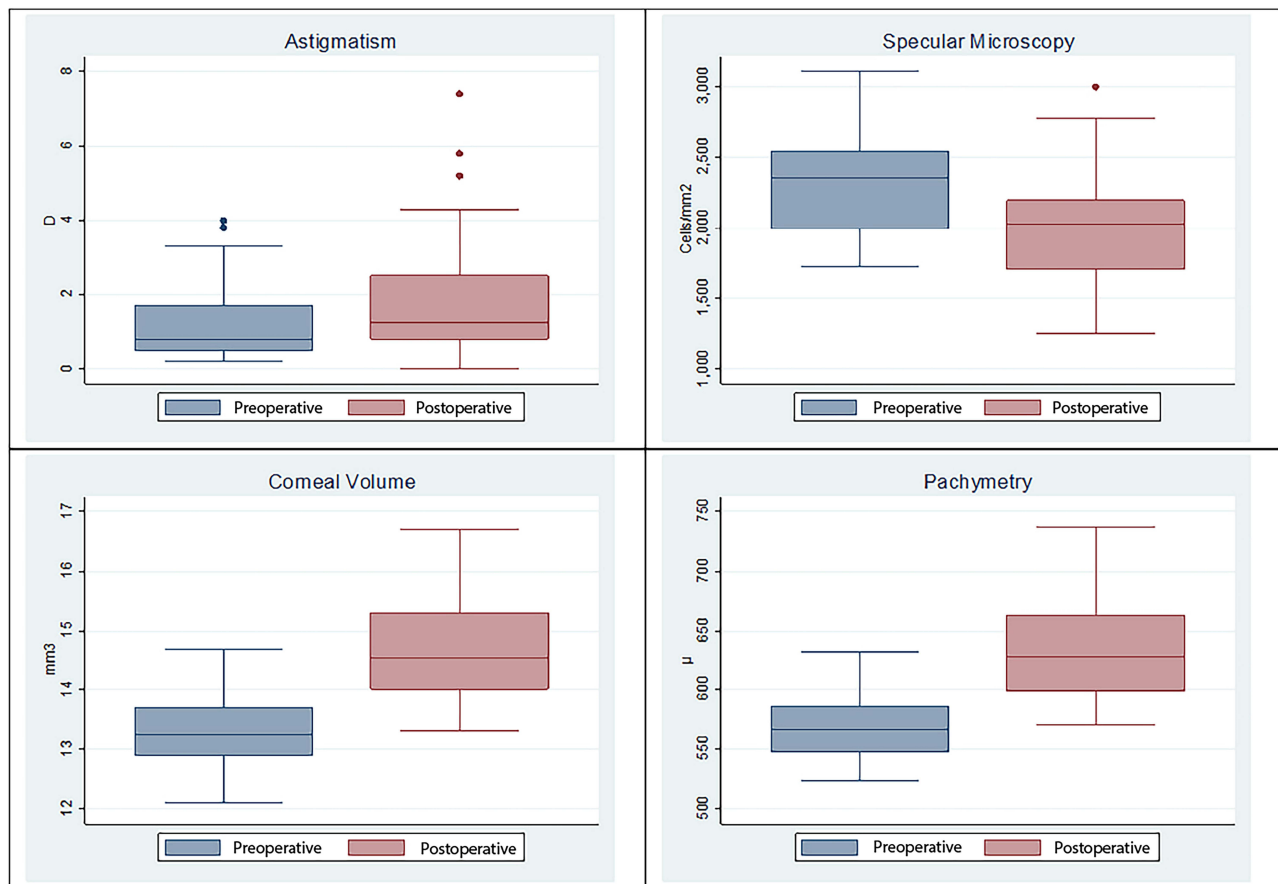 Astigmatism
8
6
4
2
0
D
Preoperative
Postoperative
Specular Microscopy
3,000
2,500
2,000
1,500
1,000
Cells/mm2
Preoperative
Postoperative
Corneal Volume
17
16
15
14
13
12
mm3
Preoperative
Postoperative
Pachymetry
750
700
650
600
550
500
µ
Preoperative
Postoperative